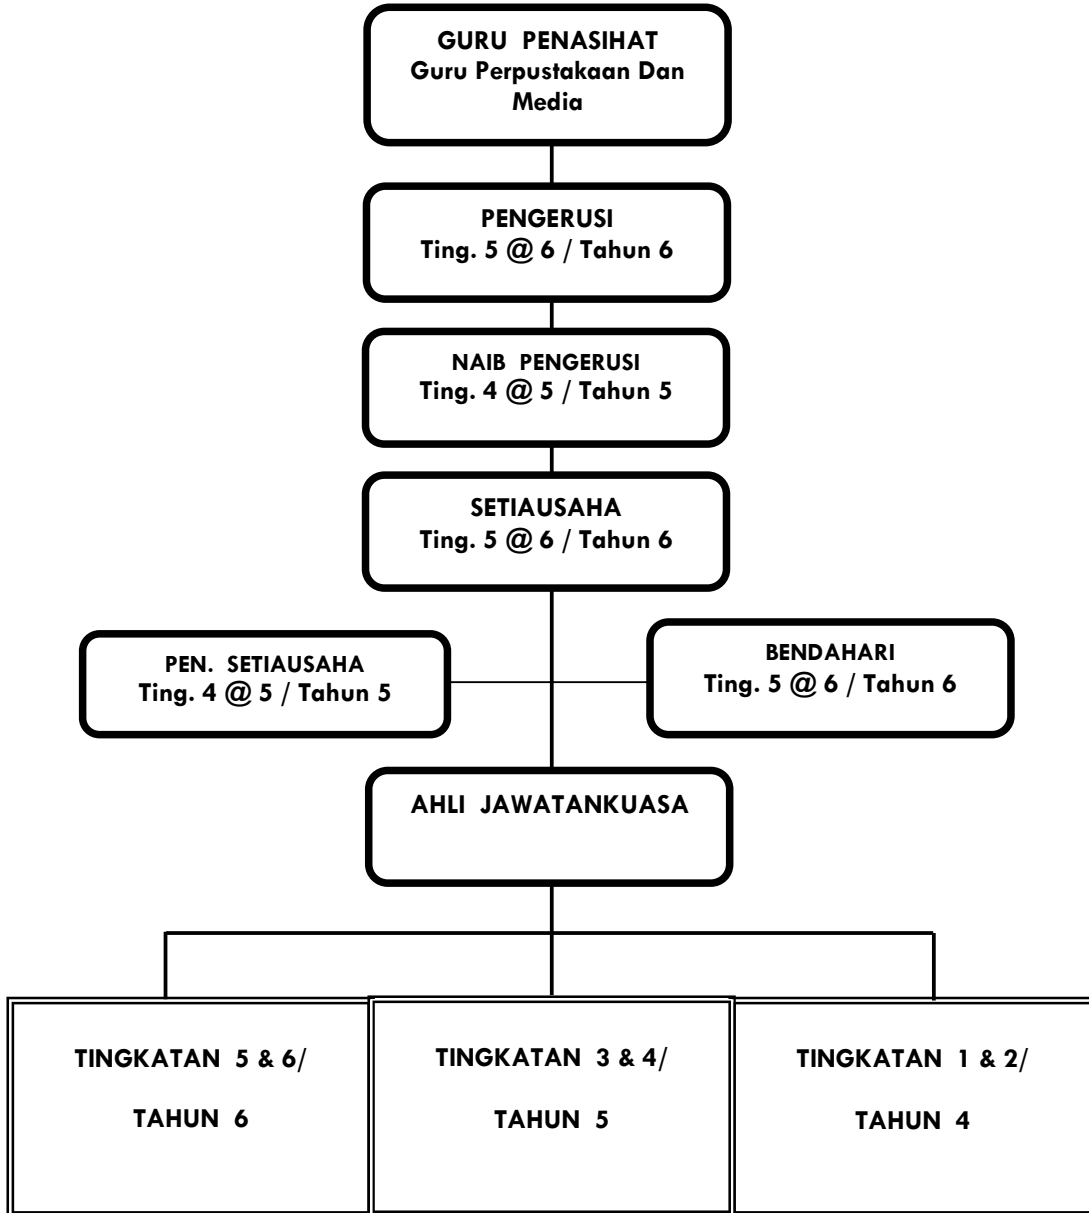 GURU PENASIHAT
Guru Perpustakaan Dan
Media
PENGERUSI
Ting. 5 @ 6 / Tahun 6
NAIB PENGERUSI
Ting. 4 @ 5 / Tahun 5
SETIAUSAHA
Ting. 5 @ 6 / Tahun 6
PEN. SETIAUSAHA
Ting. 4 @ 5 / Tahun 5
BENDAHARI
Ting. 5 @ 6 / Tahun 6
AHLI JAWATANKUASA
TINGKATAN 5 & 6/
TAHUN 6
TINGKATAN 3 & 4/
TAHUN 5
TINGKATAN 1 & 2/
TAHUN 4